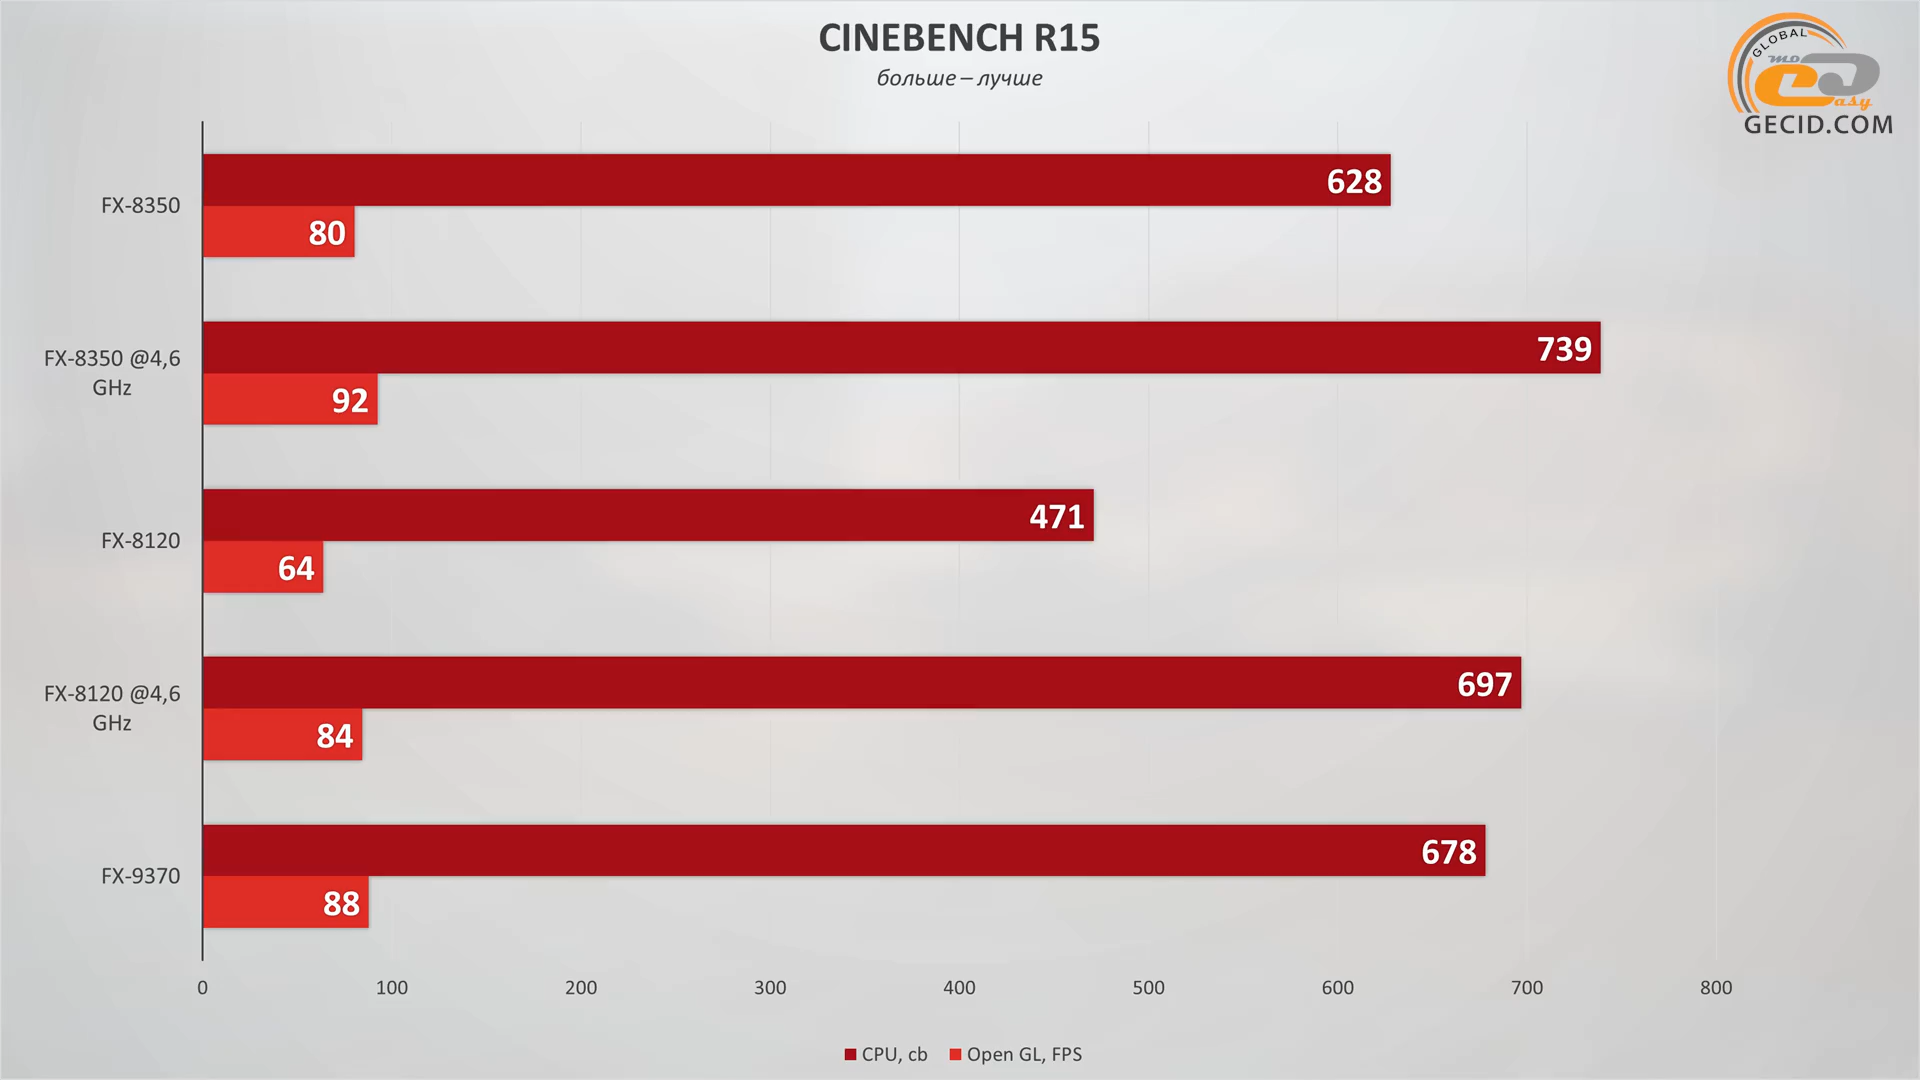 CINEBENCH R15
больше – лучше
GLOBAL
mo
easy
GECID.COM
FX-8350
628
80
FX-8350 @4,6
GHz
739
92
FX-8120
471
64
FX-8120 @4,6
GHz
697
84
FX-9370
678
88
0 100 200 300 400 500 600 700 800
CPU, cb Open GL, FPS